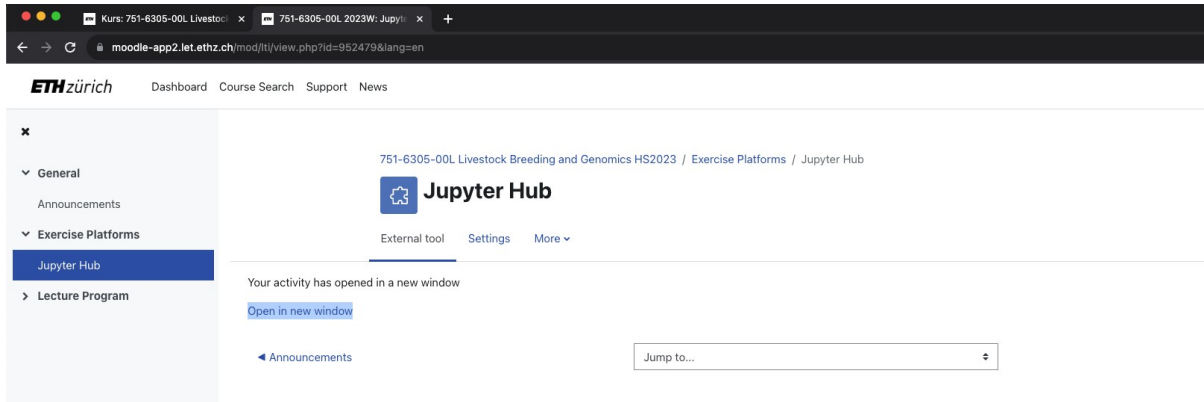 Kurs: 751-6305-00L Livestoc
751-6305-00L 2023W: Jupyt
moodle-app2.let.ethz.ch/mod/lti/view.php?id=952479&lang=en
ETH zürich
Dashboard Course Search Support News
General
Announcements
Exercise Platforms
Jupyter Hub
Lecture Program
751-6305-00L Livestock Breeding and Genomics HS2023 / Exercise Platforms / Jupyter Hub
Jupyter Hub
External tool Settings More
Your activity has opened in a new window
Open in new window
Announcements
Jump to...